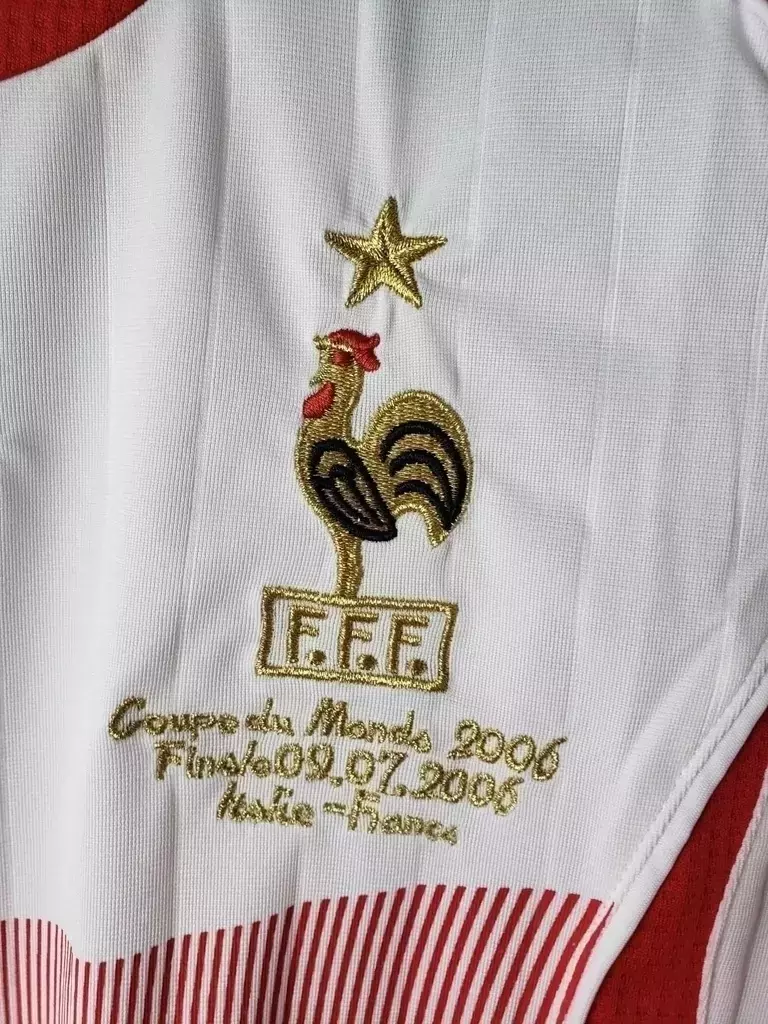 F.F.F.
Coupe du Monde 2006
Finale 09.07.2006
Italie - France